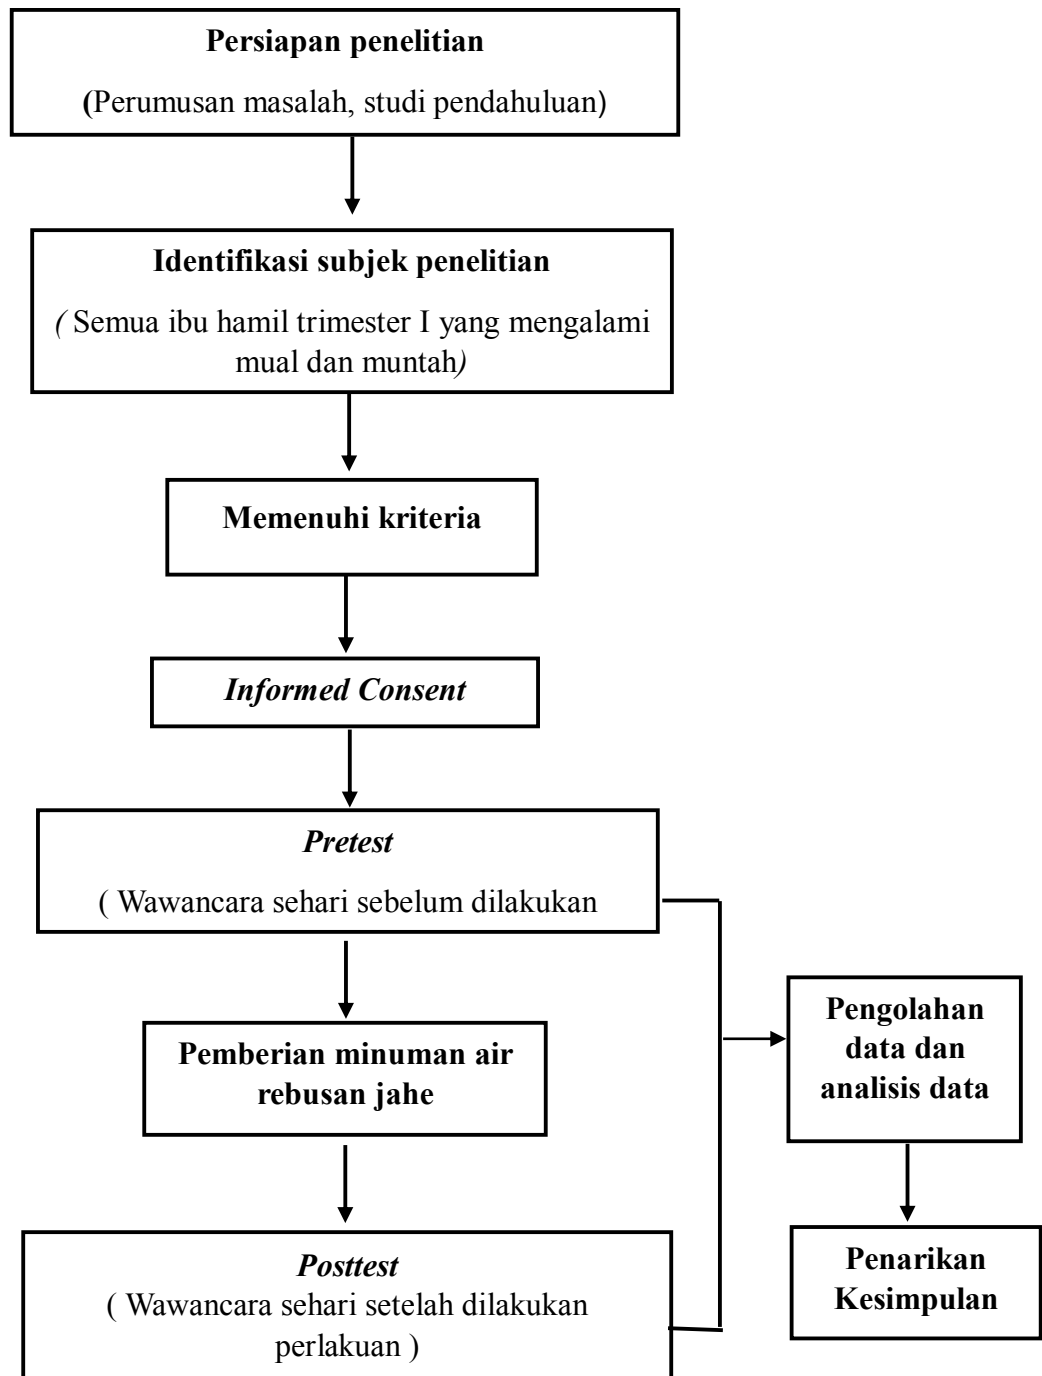 Persiapan penelitian
(Perumusan masalah, studi pendahuluan)
Identifikasi subjek penelitian
( Semua ibu hamil trimester I yang mengalami
mual dan muntah)
Memenuhi kriteria
Informed Consent
Pretest
( Wawancara sehari sebelum dilakukan
Pemberian minuman air
rebusan jahe
Posttest
( Wawancara sehari setelah dilakukan
perlakuan )
Pengolahan
data dan
analisis data
Penarikan
Kesimpulan